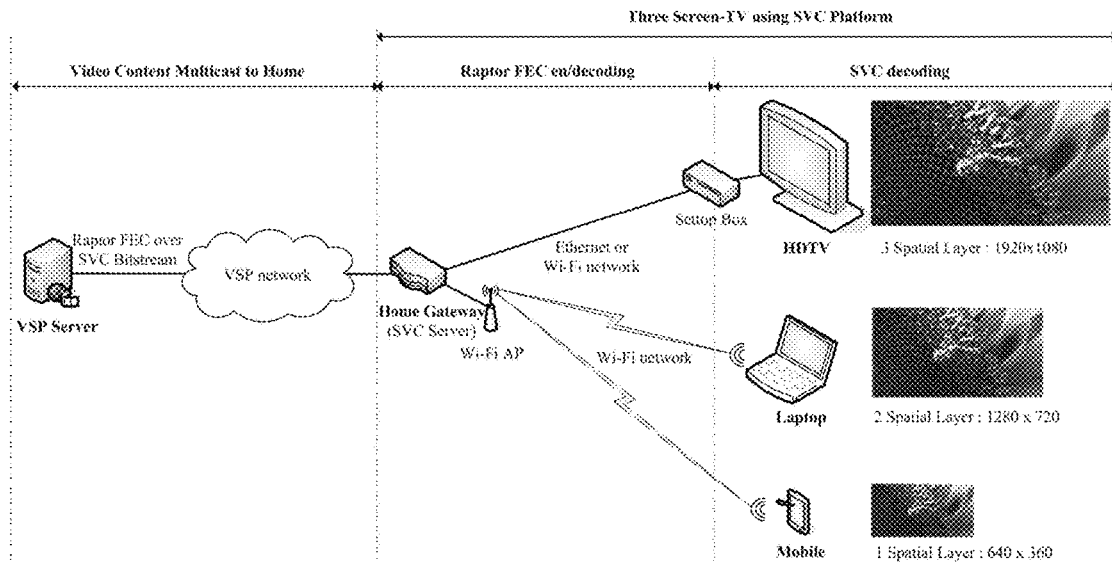 Three Screen-TV using SVC Platform
Video Content Multicast to Home
Raptor FEC en/decoding
SVC decoding
Raptor FEC over
SVC Bitstream
VSP network
VSP Server
Home Gateway
(SVC Server)
Wi-Fi AP
Ethernet or
Wi-Fi network
Wi-Fi network
Settop Box
HDTV
3 Spatial Layer : 1920x1080
Laptop
2 Spatial Layer : 1280 x 720
Mobile
1 Spatial Layer : 640 x 360